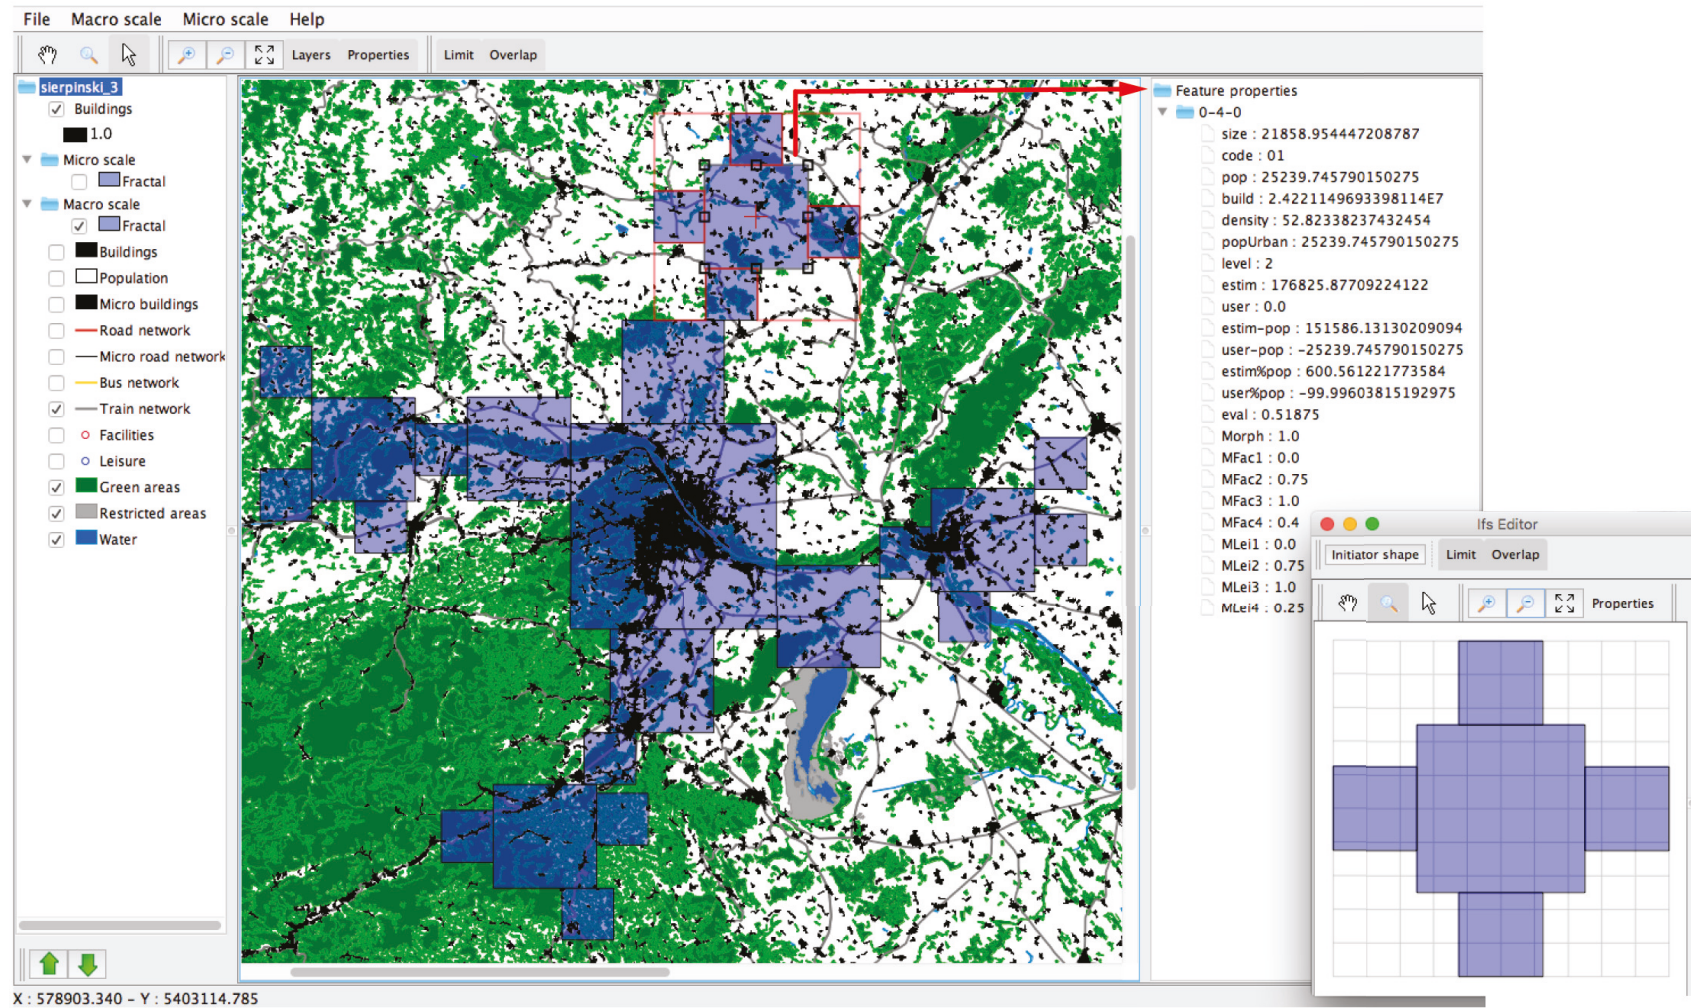 File Macro scale Micro scale Help
Layers Properties Limit Overlap
sierpinski_3
Buildings
1.0
Micro scale
Fractal
Macro scale
Fractal
Buildings
Population
Micro buildings
Road network
Micro road network
Bus network
Train network
Facilities
Leisure
Green areas
Restricted areas
Water
X : 578903.340 - Y : 5403114.785
Feature properties
0-4-0
size : 21858.954447208787
code : 01
pop : 25239.745790150275
build : 2.4221149693398114E7
density : 52.82338237432454
popUrban : 25239.745790150275
level : 2
estim : 176825.87709224122
user : 0.0
estim-pop : 151586.13130209094
user-pop : -25239.745790150275
estim%pop : 600.561221773584
user%pop : -99.99603815192975
eval : 0.51875
Morph : 1.0
MFac1 : 0.0
MFac2 : 0.75
MFac3 : 1.0
MFac4 : 0.4
MLei1 : 0.0
MLei2 : 0.75
MLei3 : 1.0
MLei4 : 0.25
Ifs Editor
Initiator shape Limit Overlap
Properties